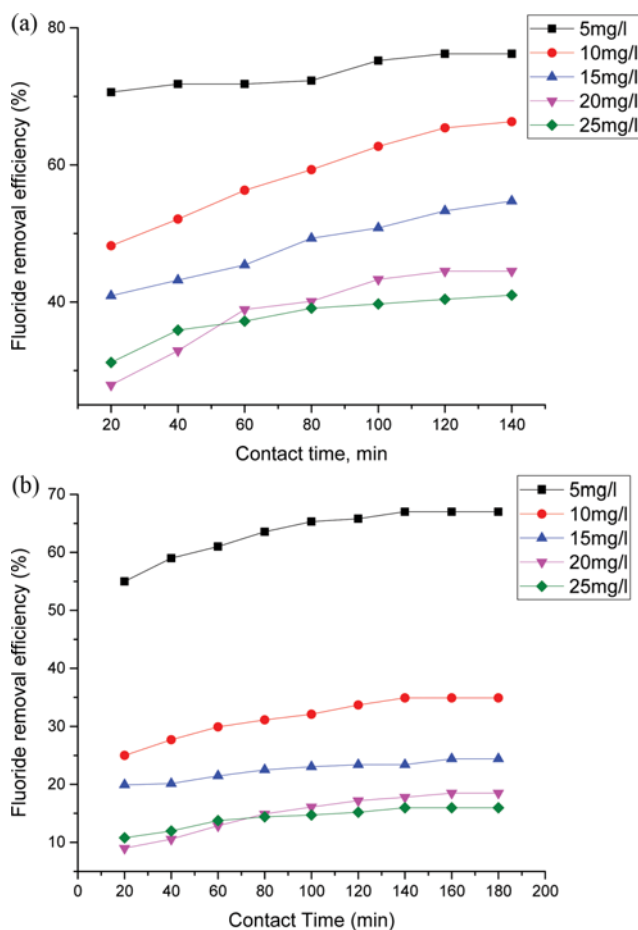 (a)
80
60
40
Fluoride removal efficiency (%)
20 40 60 80 100 120 140
Contact time, min
5mg/l
10mg/l
15mg/l
20mg/l
25mg/l
(b)
70
60
50
40
30
20
10
Fluoride removal efficiency (%)
20 40 60 80 100 120 140 160 180 200
Contact Time (min)
5mg/l
10mg/l
15mg/l
20mg/l
25mg/l